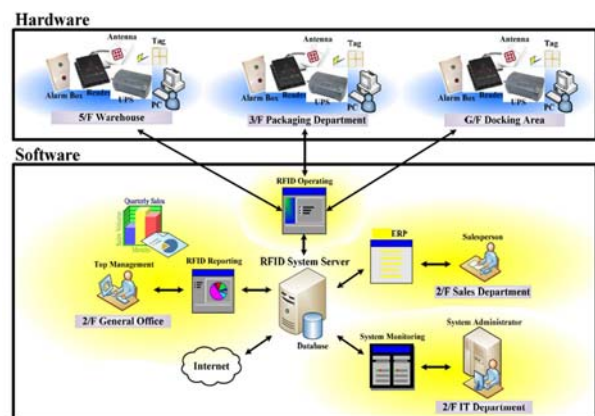 Hardware
Antenna
Tag
Alarm Box
Reader
UPS
PC
5/F Warehouse
Antenna
Tag
Alarm Box
Reader
UPS
PC
3/F Packaging Department
Antenna
Tag
Alarm Box
Reader
UPS
PC
G/F Docking Area
Software
RFID Operating
Quarterly Sales
Top Management
RFID Reporting
2/F General Office
RFID System Server
Database
Internet
ERP
Salesperson
2/F Sales Department
System Monitoring
System Administrator
2/F IT Department